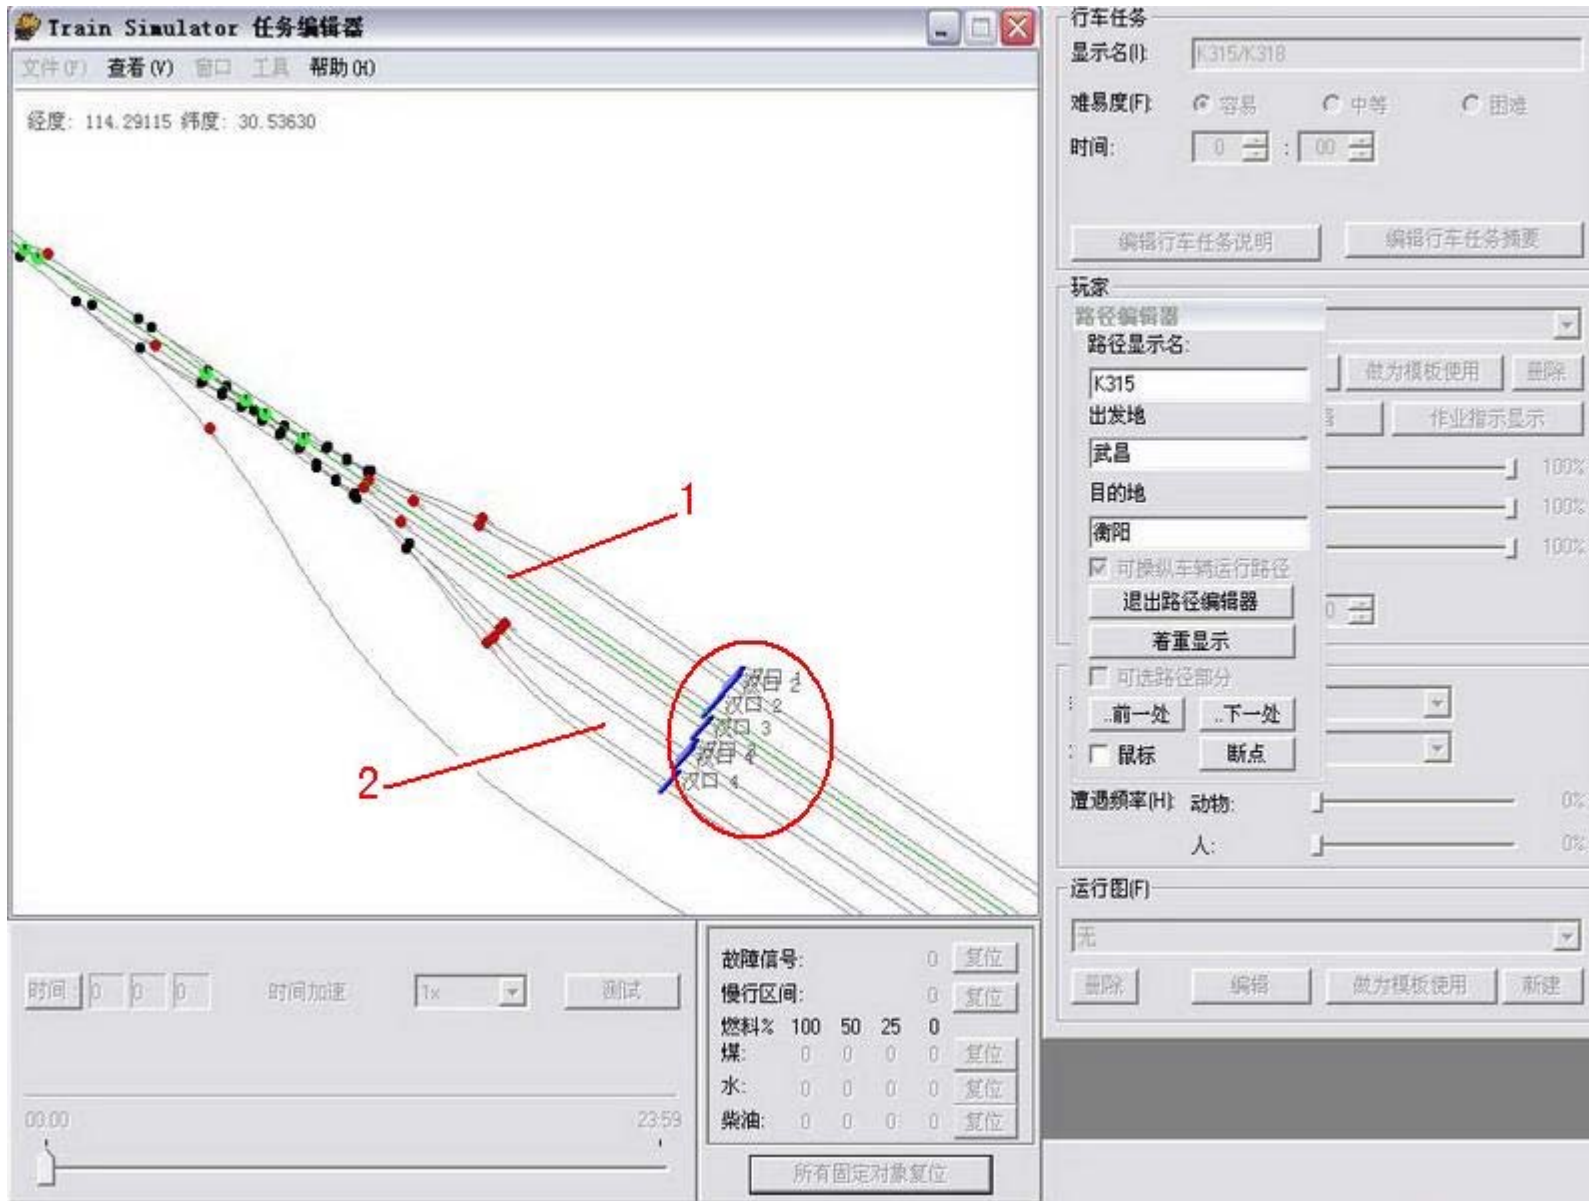 Train Simulator 任务编辑器
文件(F) 查看(V) 窗口 工具 帮助(H)
经度: 114.29115 纬度: 30.53630
1
2
汉口 1
汉口 2
汉口 2
汉口 3
汉口 3
汉口 4
汉口 4
行车任务
显示名(I): K315/K318
难易度(F): 容易 中等 困难
时间: 0 : 00
编辑行车任务说明 编辑行车任务摘要
玩家
路径编辑器
路径显示名:
K315
做为模板使用 删除
出发地
作业指示显示
武昌
100%
目的地
100%
衡阳
100%
可操纵车辆运行路径
退出路径编辑器
0
着重显示
可选路径部分
..前一处 ..下一处
鼠标 断点
遭遇频率(H): 动物: 0%
人: 0%
运行图(F)
无
删除 编辑 做为模板使用 新建
时间: 0 0 0 时间加速 1x 测试
00:00 23:59
故障信号: 0 复位
慢行区间: 0 复位
燃料% 100 50 25 0
煤: 0 0 0 0 复位
水: 0 0 0 0 复位
柴油: 0 0 0 0 复位
所有固定对象复位